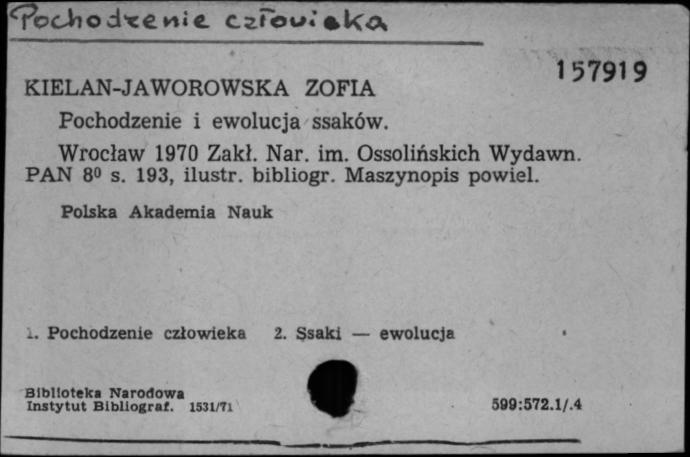 Pochodzenie człowieka
157919
KIELAN-JAWOROWSKA ZOFIA
Pochodzenie i ewolucja ssaków.
Wrocław 1970 Zakł. Nar. im. Ossolińskich Wydawn.
PAN 8⁰ s. 193, ilustr. bibliogr. Maszynopis powiel.
Polska Akademia Nauk
1. Pochodzenie człowieka 2. Ssaki — ewolucja
Biblioteka Narodowa
Instytut Bibliograf. 1531/71
599:572.1/.4